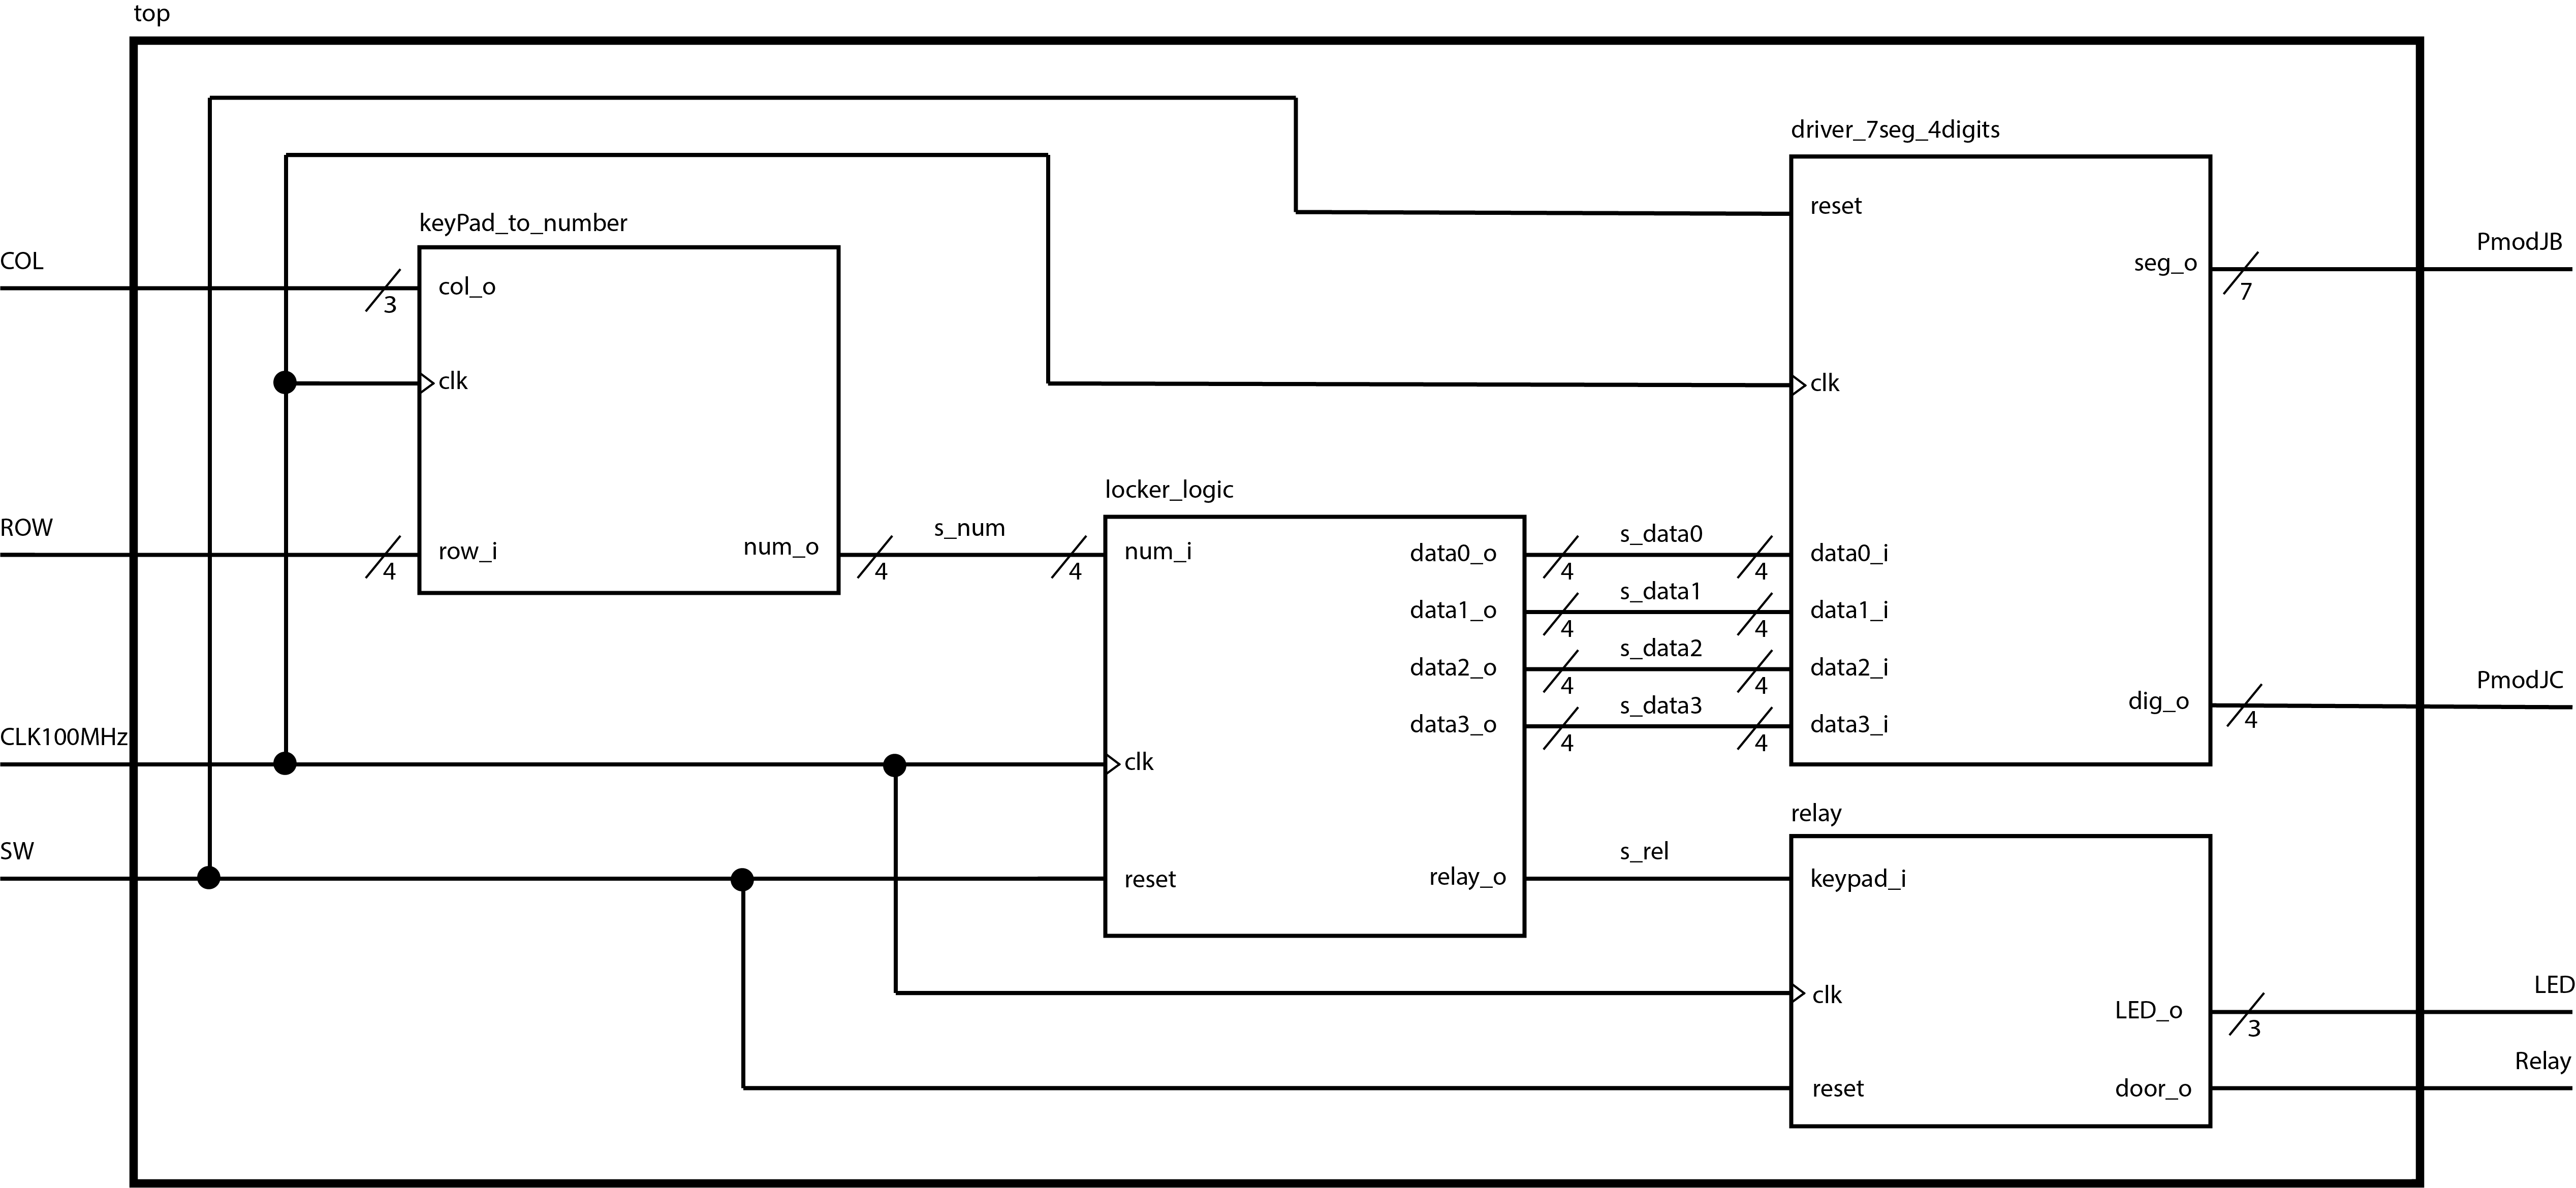 top
driver_7seg_4digits
reset
keyPad_to_number
seg_o
PmodJB
COL
col_o
3
7
clk
clk
locker_logic
ROW
row_i
num_o
s_num
num_i
data0_o
s_data0
data0_i
4
4
4
4
4
data1_o
s_data1
data1_i
4
4
data2_o
s_data2
data2_i
PmodJC
4
4
dig_o
data3_o
s_data3
data3_i
4
4
4
CLK100MHz
clk
relay
SW
reset
relay_o
s_rel
keypad_i
clk
LED_o
LED
3
Relay
reset
door_o